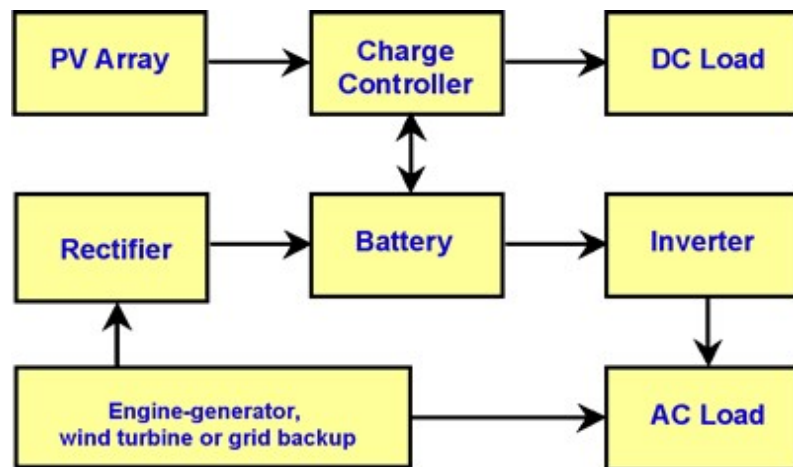 PV Array
Charge
Controller
DC Load
Rectifier
Battery
Inverter
Engine-generator,
wind turbine or grid backup
AC Load